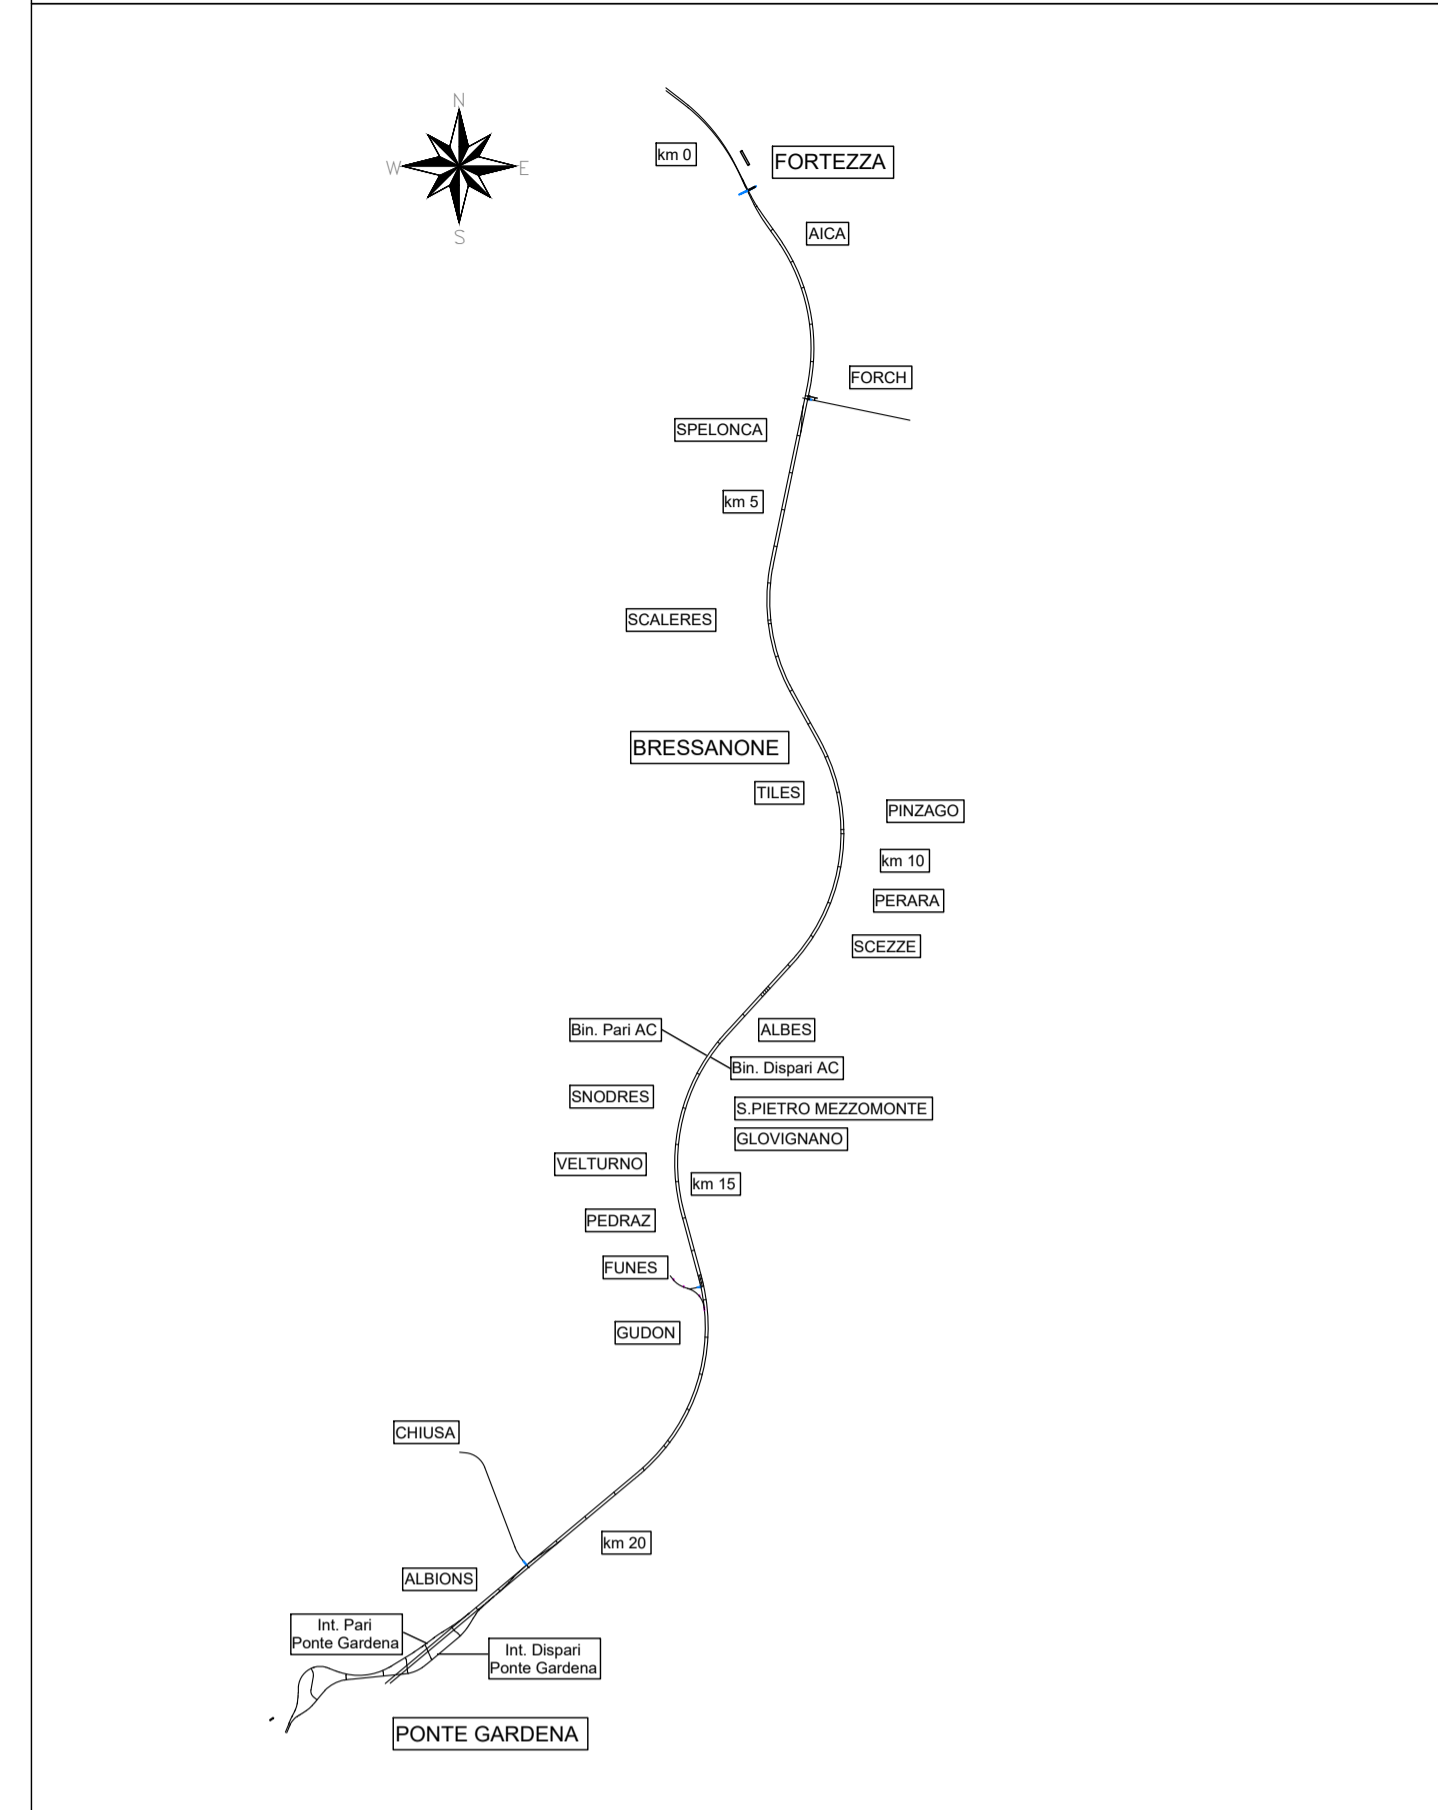 N
W
E
S
km 0
FORTEZZA
AICA
FORCH
SPELONCA
km 5
SCALERES
BRESSANONE
TILES
PINZAGO
km 10
PERARA
SCEZZE
Bin. Pari AC
ALBES
Bin. Dispari AC
SNODRES
S.PIETRO MEZZOMONTE
GLOVIGNANO
VELTURNO
km 15
PEDRAZ
FUNES
GUDON
CHIUSA
km 20
ALBIONS
Int. Pari
Ponte Gardena
Int. Dispari
Ponte Gardena
PONTE GARDENA